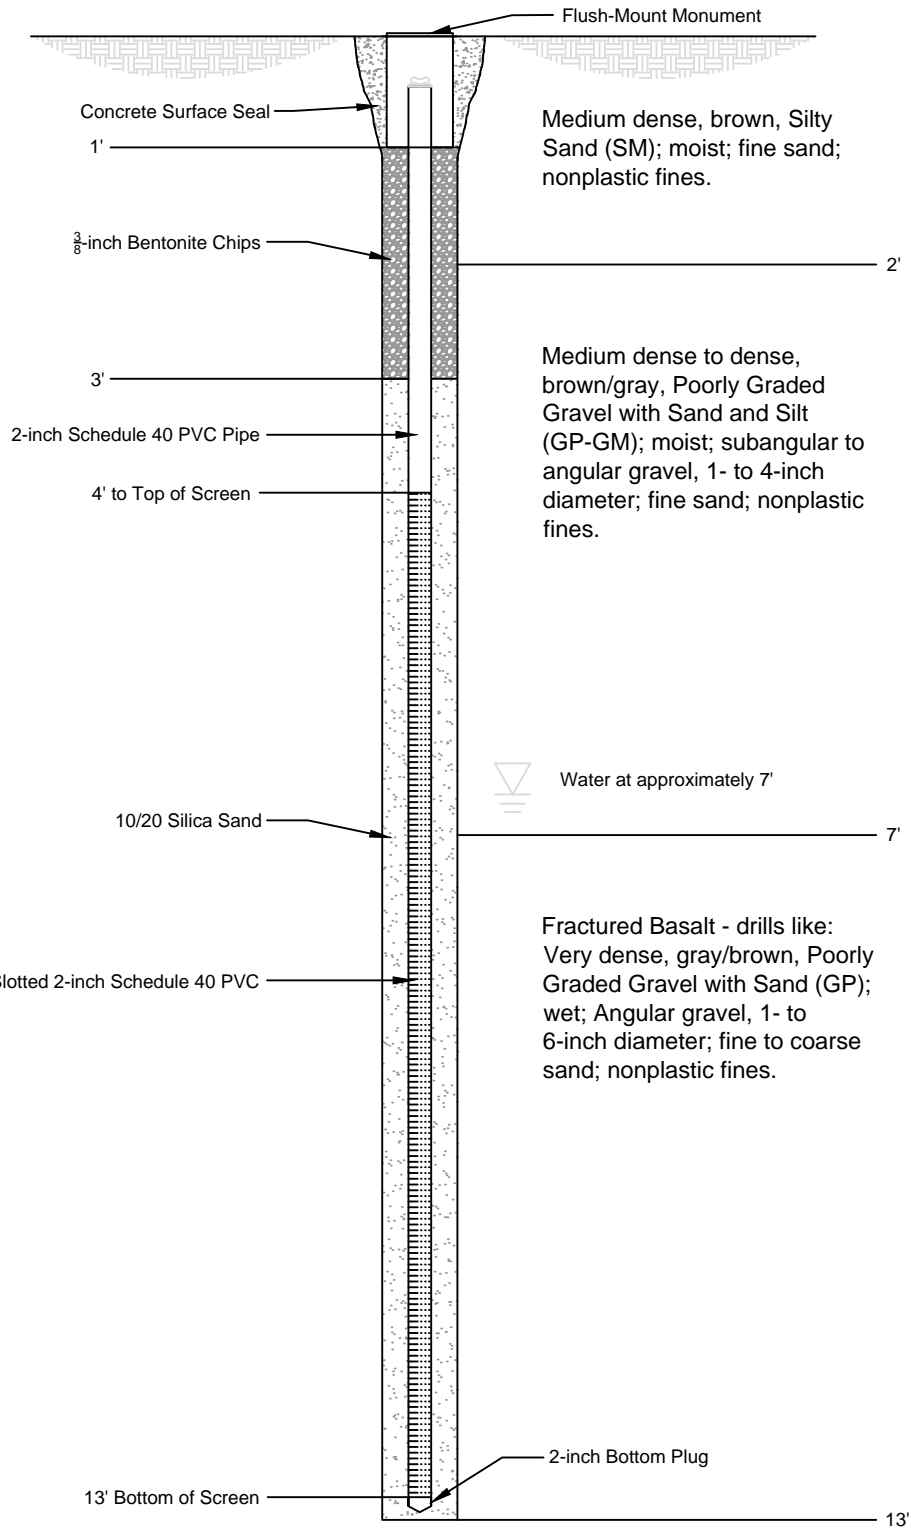 Flush-Mount Monument
Concrete Surface Seal
1'
Medium dense, brown, Silty
Sand (SM); moist; fine sand;
nonplastic fines.
3/8-inch Bentonite Chips
2'
Medium dense to dense,
brown/gray, Poorly Graded
Gravel with Sand and Silt
(GP-GM); moist; subangular to
angular gravel, 1- to 4-inch
diameter; fine sand; nonplastic
fines.
3'
2-inch Schedule 40 PVC Pipe
4' to Top of Screen
Water at approximately 7'
10/20 Silica Sand
7'
Fractured Basalt - drills like:
Very dense, gray/brown, Poorly
Graded Gravel with Sand (GP);
wet; Angular gravel, 1- to
6-inch diameter; fine to coarse
sand; nonplastic fines.
Slotted 2-inch Schedule 40 PVC
2-inch Bottom Plug
13' Bottom of Screen
13'